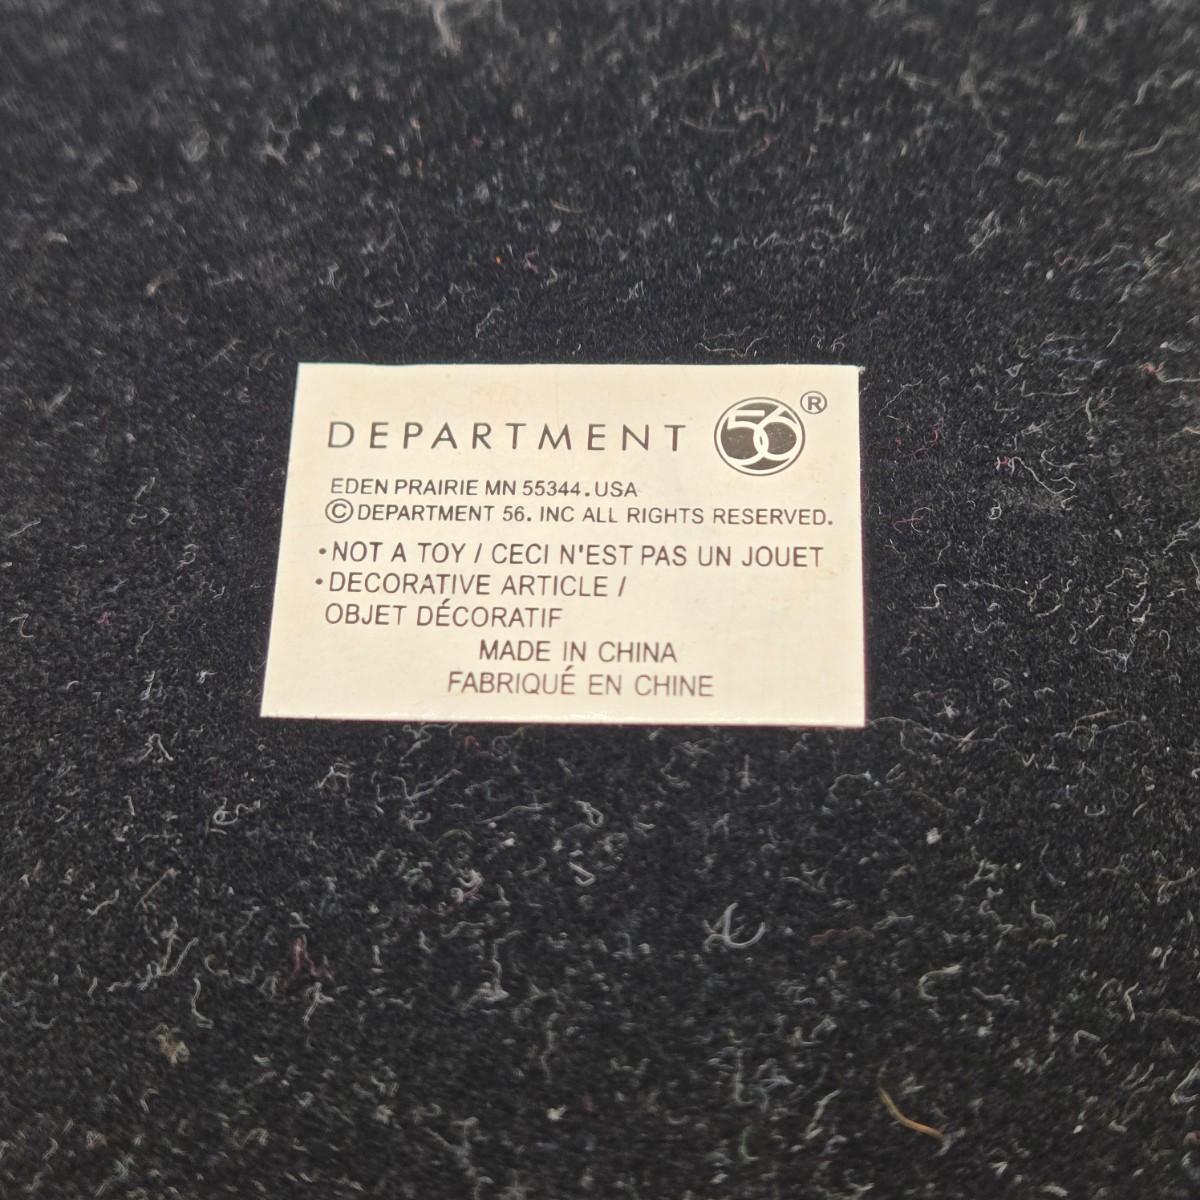 DEPARTMENT 56®
EDEN PRAIRIE MN 55344.USA
©DEPARTMENT 56. INC ALL RIGHTS RESERVED.
•NOT A TOY / CECI N'EST PAS UN JOUET
•DECORATIVE ARTICLE /
OBJET DÉCORATIF
MADE IN CHINA
FABRIQUÉ EN CHINE